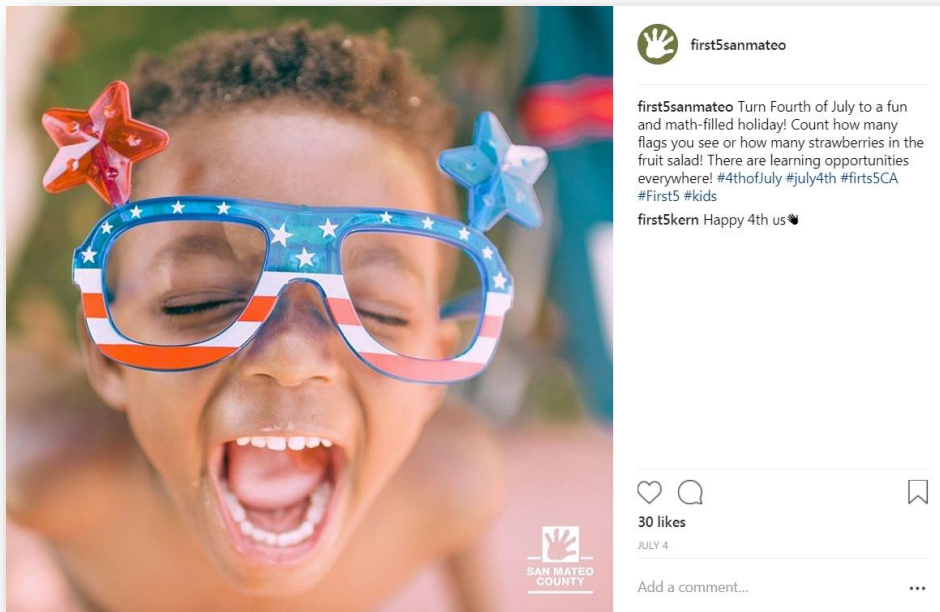 first5sanmateo
first5sanmateo Turn Fourth of July to a fun
and math-filled holiday! Count how many
flags you see or how many strawberries in the
fruit salad! There are learning opportunities
everywhere! #4thofJuly #july4th #firts5CA
#First5 #kids
first5kern Happy 4th us👋🏿
30 likes
JULY 4
Add a comment...
SAN MATEO
COUNTY